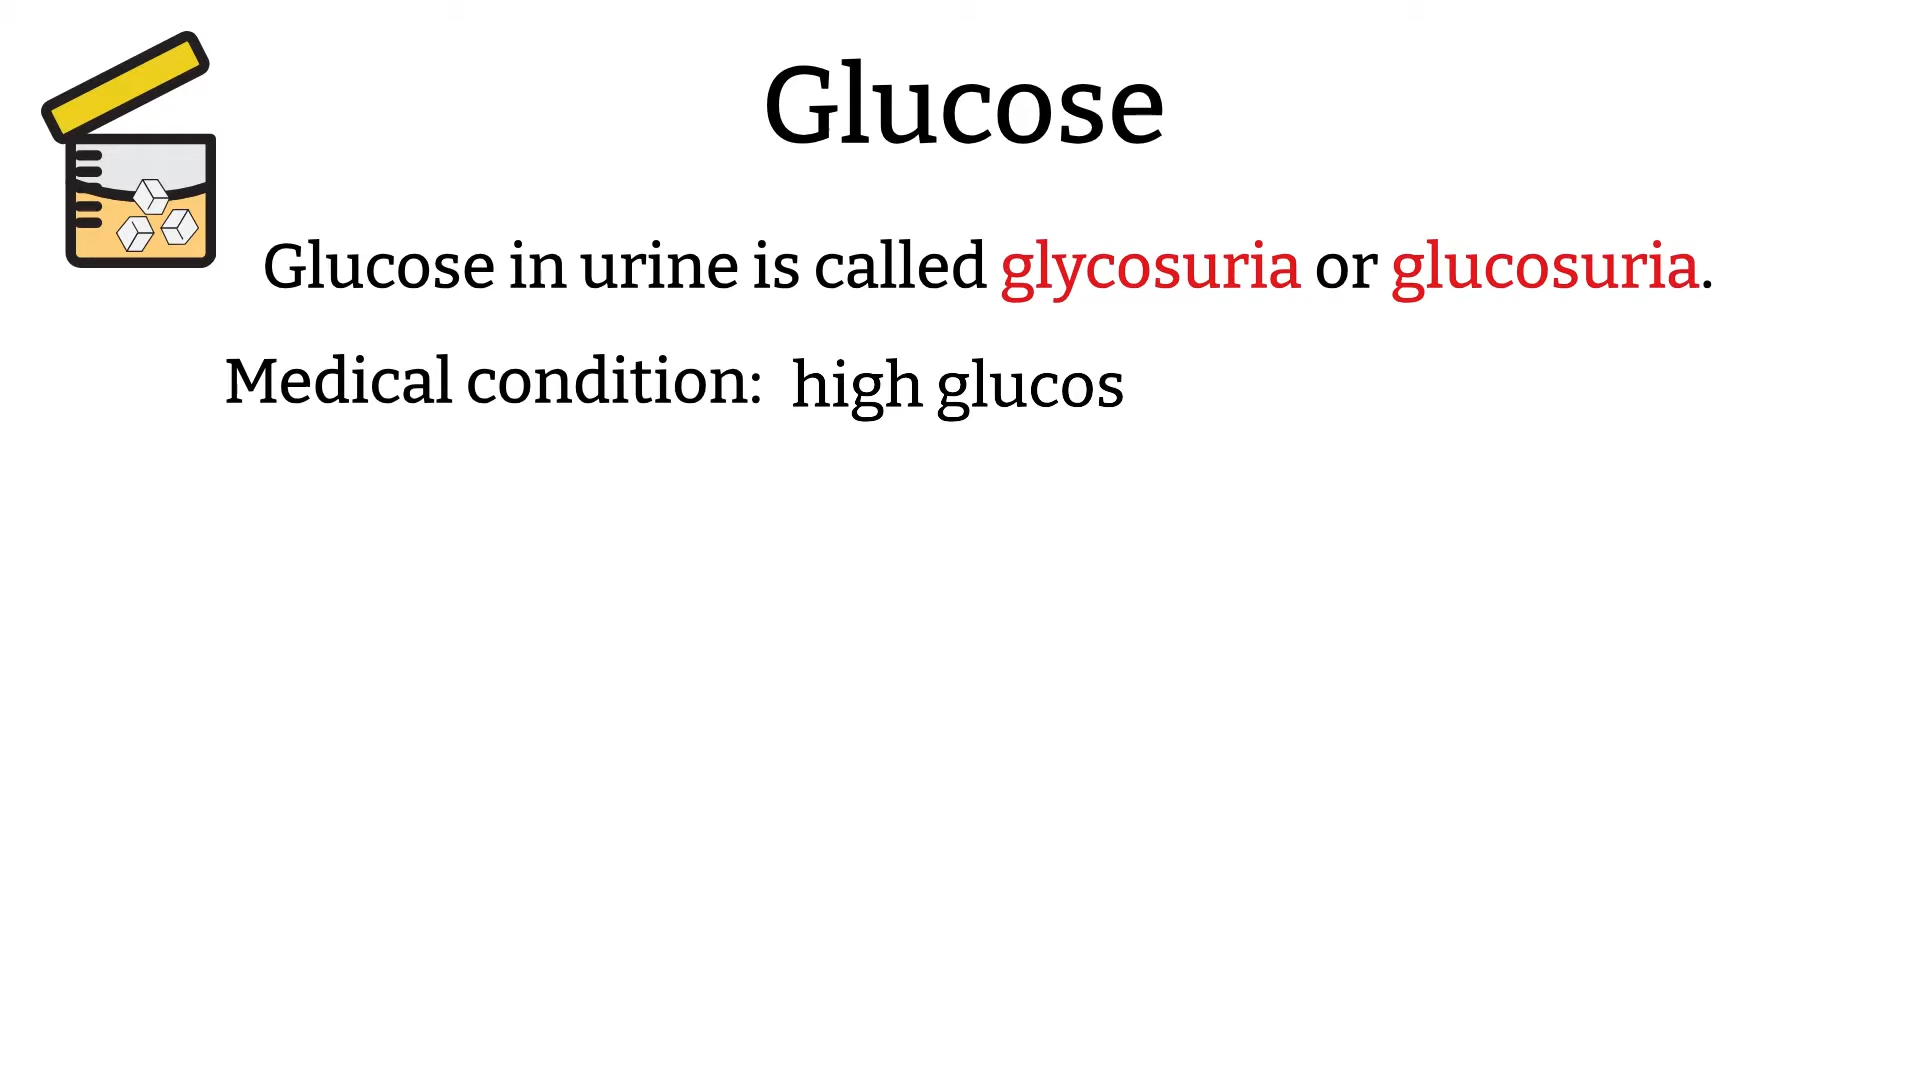 Glucose
Glucose in urine is called glycosuria or glucosuria.
Medical condition: high glucos